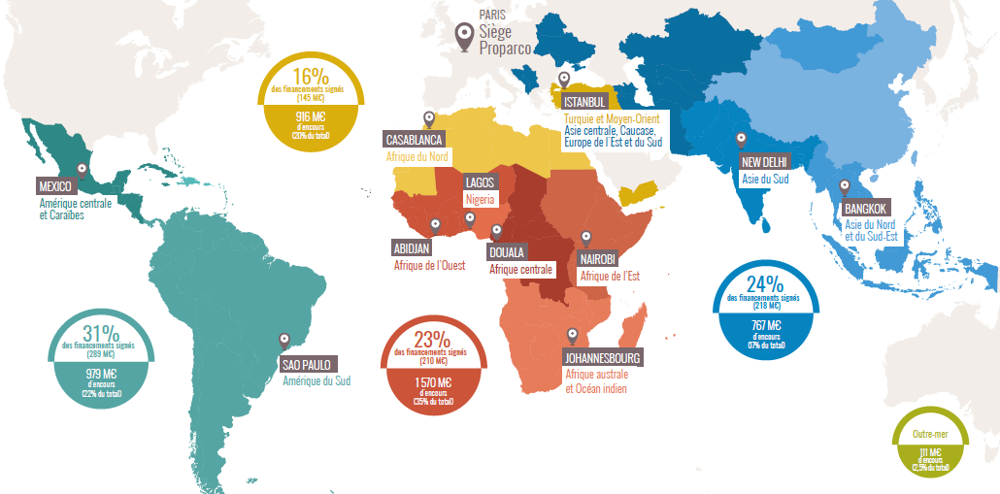 PARIS
Siège
Proparco
16%
des financements signés
(145 M€)
916 M€
d'encours
(20% du total)
ISTANBUL
Turquie et Moyen-Orient
Asie centrale, Caucase,
Europe de l'Est et du Sud
CASABLANCA
Afrique du Nord
NEW DELHI
Asie du Sud
MEXICO
Amérique centrale
et Caraïbes
LAGOS
Nigeria
BANGKOK
Asie du Nord
et du Sud-Est
ABIDJAN
Afrique de l'Ouest
DOUALA
Afrique centrale
NAIROBI
Afrique de l'Est
24%
des financements signés
(218 M€)
767 M€
d'encours
(17% du total)
31%
des financements signés
(289 M€)
979 M€
d'encours
(22% du total)
SAO PAULO
Amérique du Sud
23%
des financements signés
(210 M€)
1 570 M€
d'encours
(35% du total)
JOHANNESBOURG
Afrique australe
et Océan indien
Outre-mer
111 M€
d'encours
(2,5% du total)